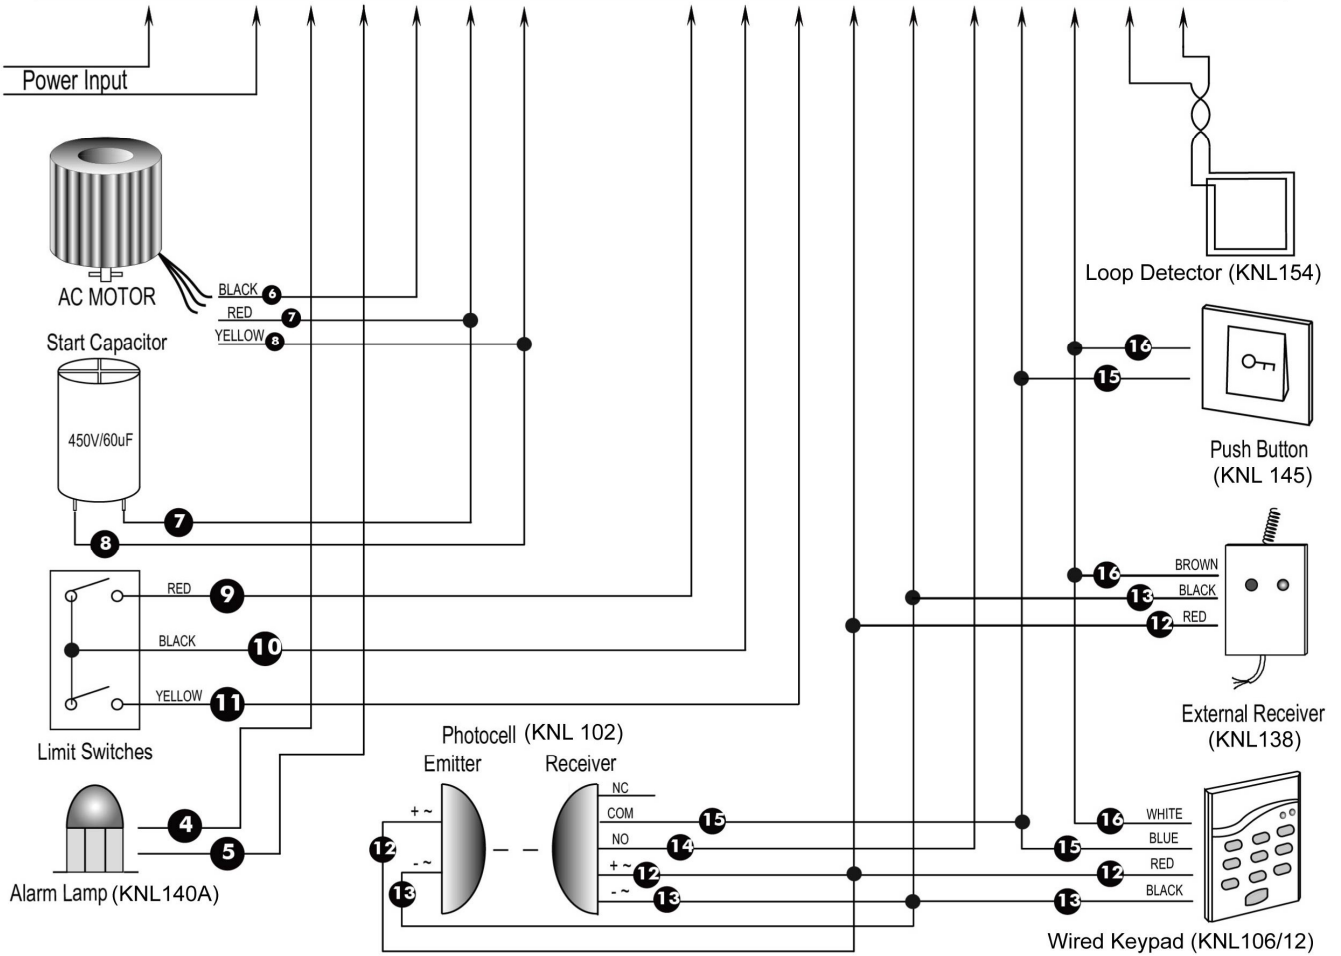 Power Input
AC MOTOR
BLACK 6
RED 7
YELLOW 8
Start Capacitor
450V/60uF
7
8
RED 9
BLACK 10
YELLOW 11
Limit Switches
4
5
Alarm Lamp (KNL140A)
Photocell (KNL 102)
Emitter Receiver
+ ~
12
- ~
13
NC
COM 15
NO 14
+ ~ 12
- ~ 13
Loop Detector (KNL154)
16
15
Push Button
(KNL 145)
16 BROWN
13 BLACK
12 RED
External Receiver
(KNL138)
16 WHITE
15 BLUE
12 RED
13 BLACK
Wired Keypad (KNL106/12)